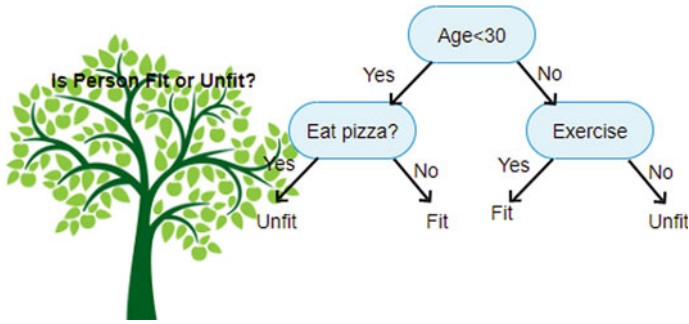 Age<30
Is Person Fit or Unfit?
Yes
No
Eat pizza?
Exercise
Yes
No
Yes
No
Unfit
Fit
Fit
Unfit